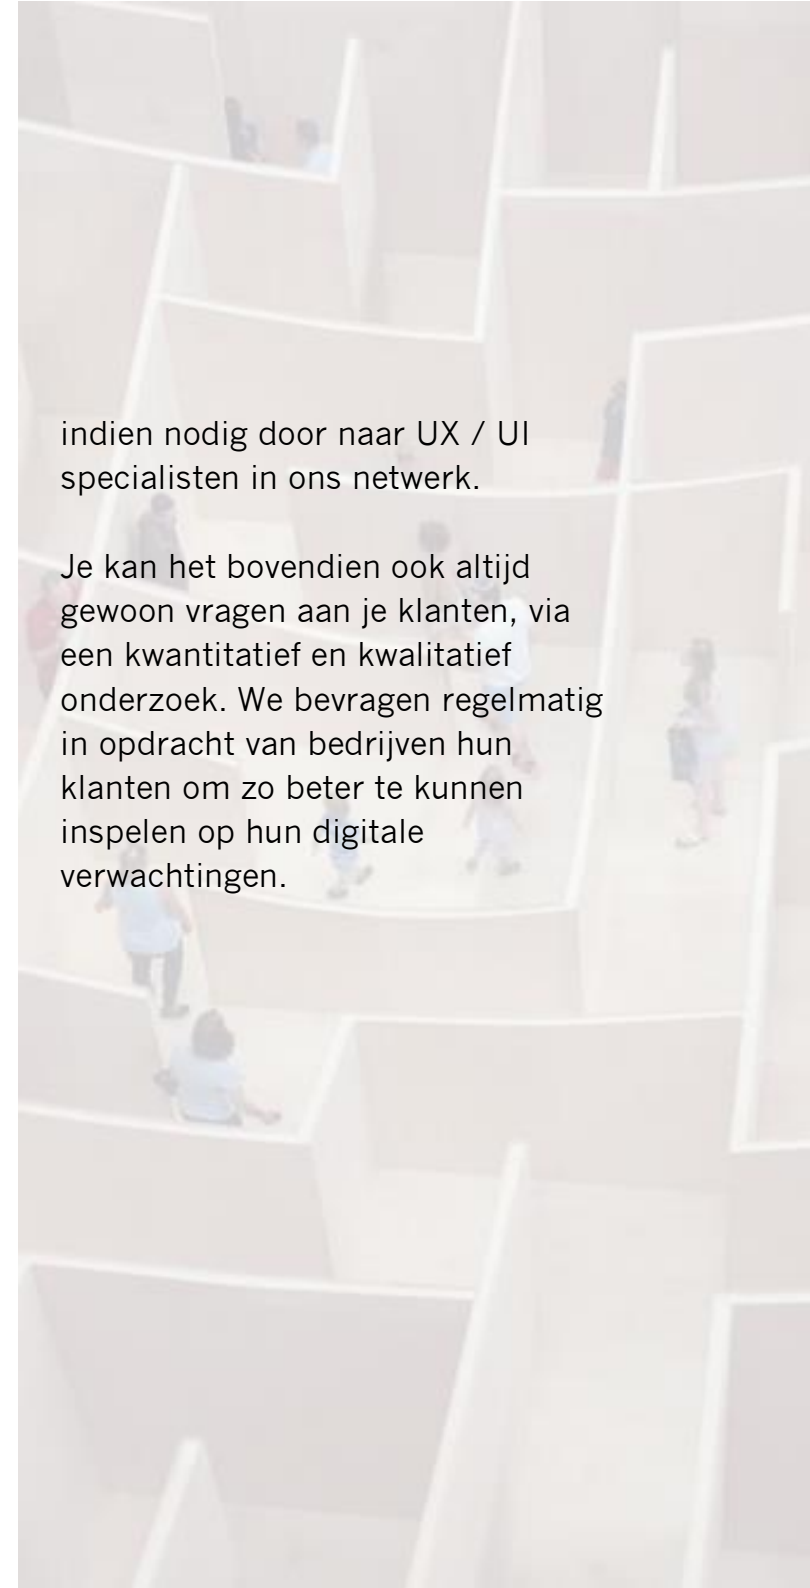 indien nodig door naar UX / UI
specialisten in ons netwerk.
Je kan het bovendien ook altijd
gewoon vragen aan je klanten, via
een kwantitatief en kwalitatief
onderzoek. We bevragen regelmatig
in opdracht van bedrijven hun
klanten om zo beter te kunnen
inspelen op hun digitale
verwachtingen.